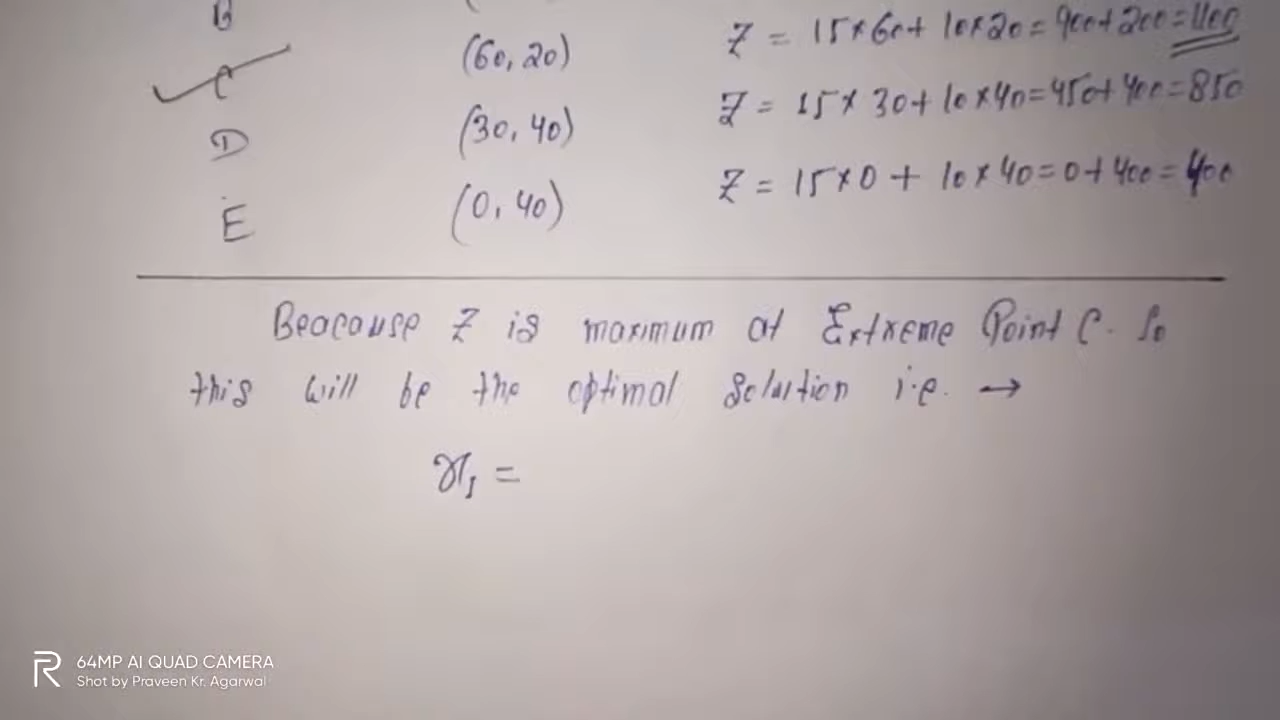 B
C (60, 20) Z = 15×60+ 10×20 = 900+200 = 1100
D (30, 40) Z = 15 × 30 + 10 × 40 = 450+ 400 = 850
E (0, 40) Z = 15×0 + 10 × 40 = 0+ 400 = 400
Beacause Z is maximum at Extreme Point C. So
this will be the optimal solution i.e. →
x₁ =
64MP AI QUAD CAMERA
Shot by Praveen Kr. Agarwal